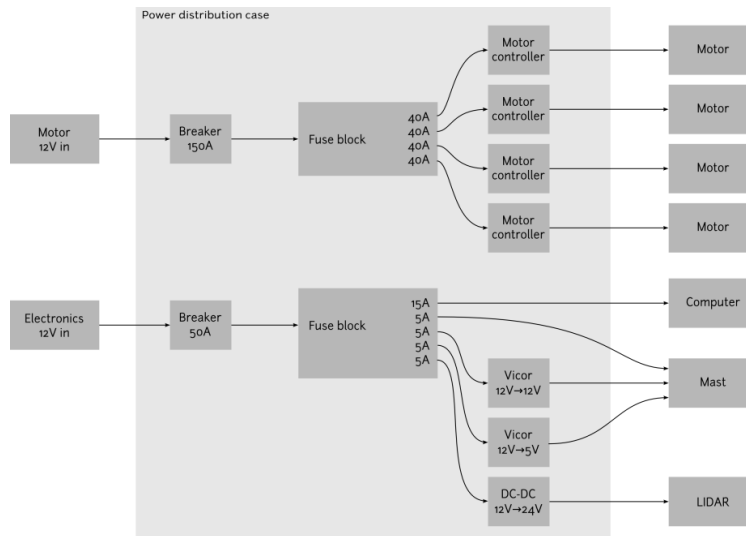 Power distribution case
Motor
12V in
Breaker
150A
Fuse block
40A
40A
40A
40A
Motor
controller
Motor
Motor
controller
Motor
Motor
controller
Motor
Motor
controller
Motor
Electronics
12V in
Breaker
50A
Fuse block
15A
5A
5A
5A
5A
Computer
Vicor
12V→12V
Mast
Vicor
12V→5V
DC-DC
12V→24V
LIDAR